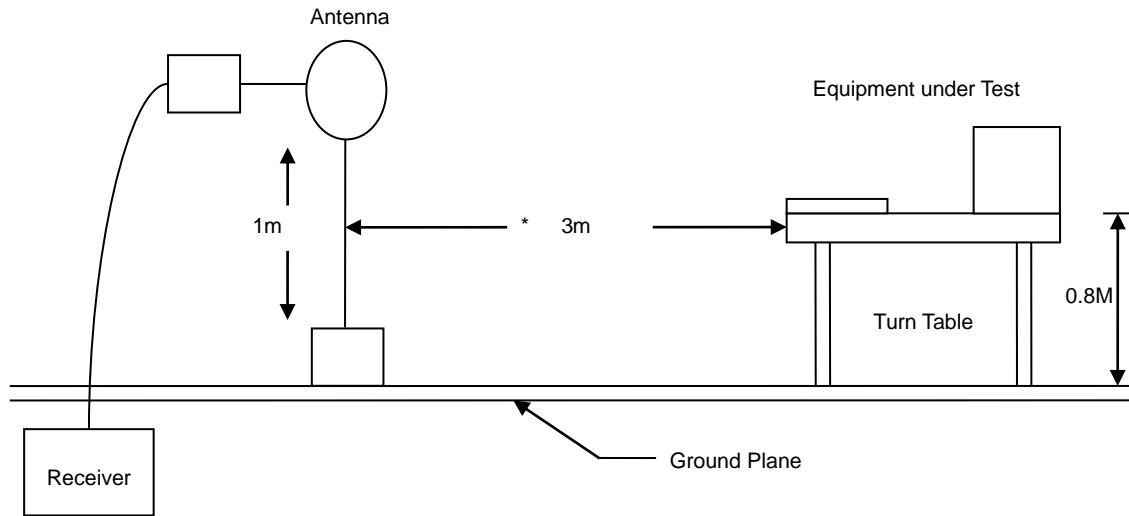 Antenna
Equipment under Test
1m
* 3m
0.8M
Turn Table
Ground Plane
Receiver